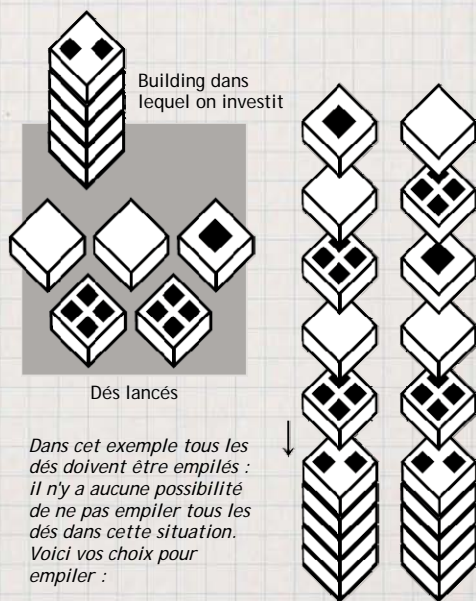 Building dans
lequel on investit
Dés lancés
Dans cet exemple tous les
dés doivent être empilés :
il n'y a aucune possibilité
de ne pas empiler tous les
dés dans cette situation.
Voici vos choix pour
empiler :